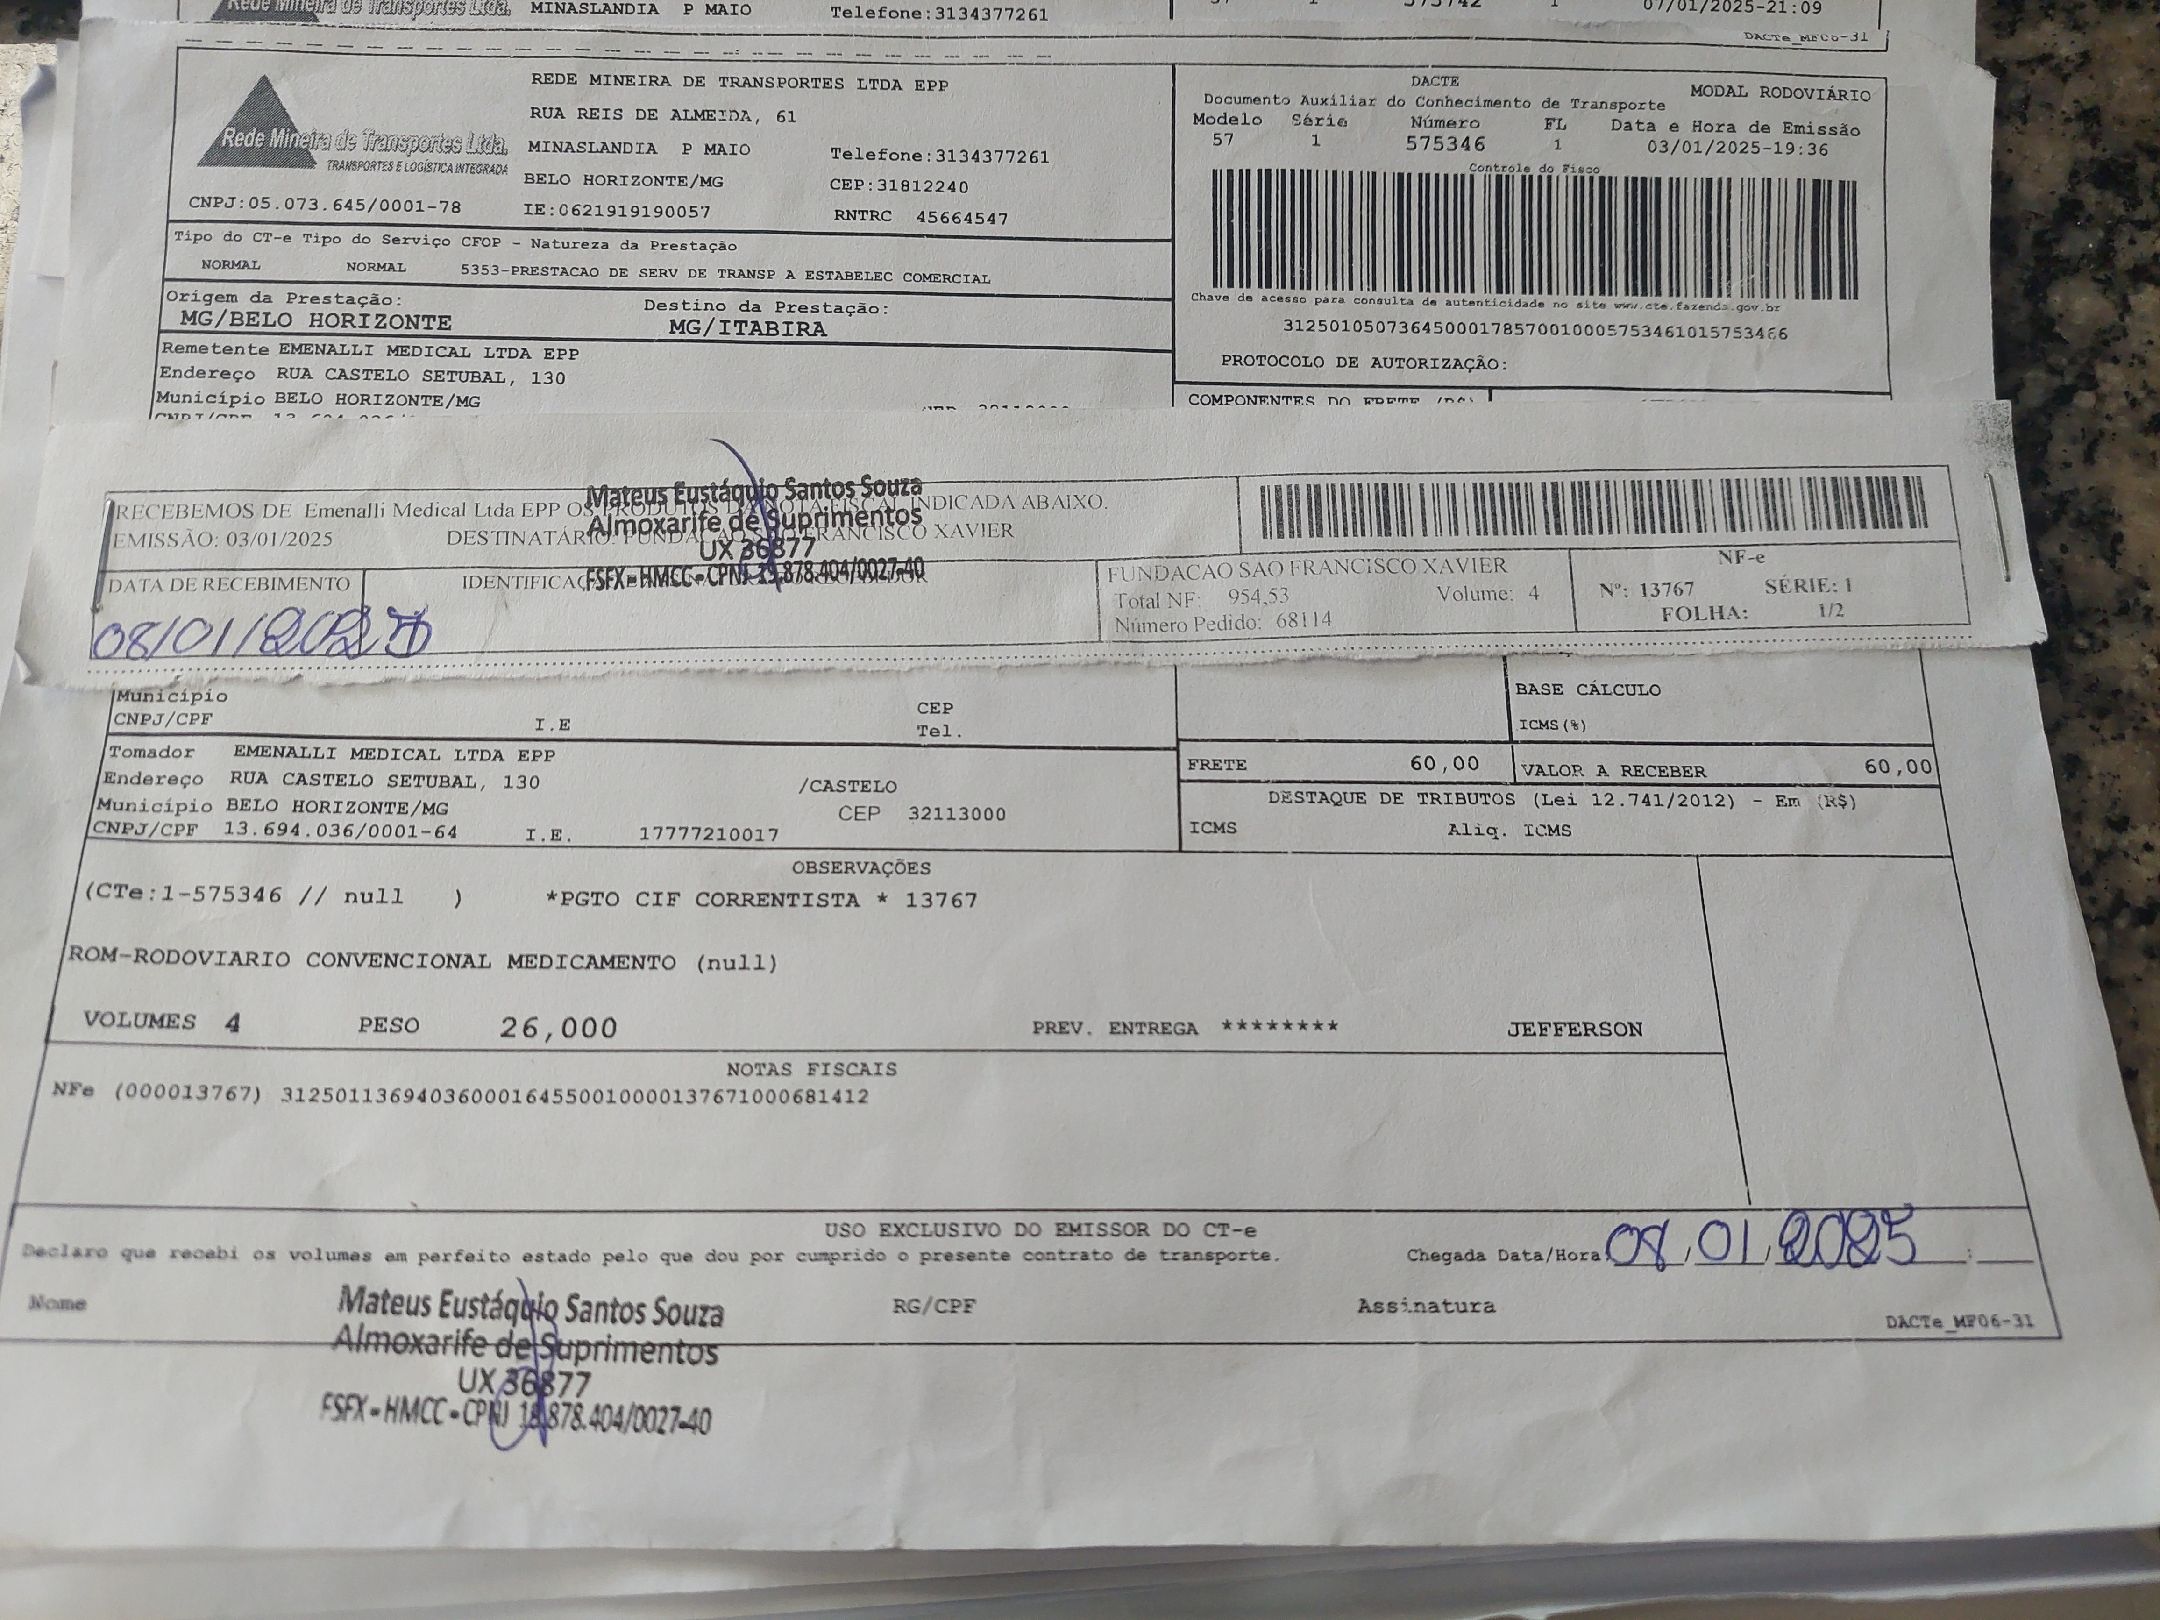 Rede Mineira de Transportes Ltda. MINASLANDIA P MAIO Telefone:3134377261 57 1 575742 1 07/01/2025-21:09
DACTe_MF06-31
REDE MINEIRA DE TRANSPORTES LTDA EPP
RUA REIS DE ALMEIDA, 61
Rede Mineira de Transportes Ltda.
TRANSPORTES E LOGÍSTICA INTEGRADA
MINASLANDIA P MAIO Telefone:3134377261
BELO HORIZONTE/MG CEP:31812240
CNPJ:05.073.645/0001-78 IE:0621919190057 RNTRC 45664547
DACTE MODAL RODOVIÁRIO
Documento Auxiliar do Conhecimento de Transporte
Modelo Série Número FL Data e Hora de Emissão
57 1 575346 1 03/01/2025-19:36
Controle do Fisco
Chave de acesso para consulta de autenticidade no site www.cte.fazenda.gov.br
31250105073645000178570010005753461015753466
PROTOCOLO DE AUTORIZAÇÃO:
Tipo do CT-e Tipo do Serviço CFOP - Natureza da Prestação
NORMAL NORMAL 5353-PRESTACAO DE SERV DE TRANSP A ESTABELEC COMERCIAL
Origem da Prestação: Destino da Prestação:
MG/BELO HORIZONTE MG/ITABIRA
Remetente EMENALLI MEDICAL LTDA EPP
Endereço RUA CASTELO SETUBAL, 130
Município BELO HORIZONTE/MG
COMPONENTES DO FRETE (R$)
RECEBEMOS DE Emenalli Medical Ltda EPP OS PRODUTOS DA NOTA FISCAL INDICADA ABAIXO.
EMISSÃO: 03/01/2025 DESTINATÁRIO: FUNDACAO SAO FRANCISCO XAVIER
DATA DE RECEBIMENTO
08/01/2025
Mateus Eustáquio Santos Souza
Almoxarife de Suprimentos
UX 36877
FSFX-HMCC-CPNJ 19.878.404/0027-40
FUNDACAO SAO FRANCISCO XAVIER
Total NF: 954,53 Volume: 4
Número Pedido: 68114
NF-e
Nº: 13767 SÉRIE: 1
FOLHA: 1/2
Município CEP
CNPJ/CPF I.E Tel.
BASE CÁLCULO
ICMS(%)
Tomador EMENALLI MEDICAL LTDA EPP
Endereço RUA CASTELO SETUBAL, 130 /CASTELO
Município BELO HORIZONTE/MG CEP 32113000
CNPJ/CPF 13.694.036/0001-64 I.E. 17777210017
FRETE 60,00 VALOR A RECEBER 60,00
DESTAQUE DE TRIBUTOS (Lei 12.741/2012) - Em (R$)
ICMS Aliq. ICMS
OBSERVAÇÕES
(CTe:1-575346 // null ) *PGTO CIF CORRENTISTA * 13767
ROM-RODOVIARIO CONVENCIONAL MEDICAMENTO (null)
VOLUMES 4 PESO 26,000 PREV. ENTREGA ******** JEFFERSON
NOTAS FISCAIS
NFe (000013767) 31250113694036000164550010000137671000681412
USO EXCLUSIVO DO EMISSOR DO CT-e
Declaro que recebi os volumes em perfeito estado pelo que dou por cumprido o presente contrato de transporte. Chegada Data/Hora 08/01/2025 :
Nome RG/CPF Assinatura
DACTe_MF06-31
Mateus Eustáquio Santos Souza
Almoxarife de Suprimentos
UX 36877
FSFX-HMCC-CPNJ 19.878.404/0027-40